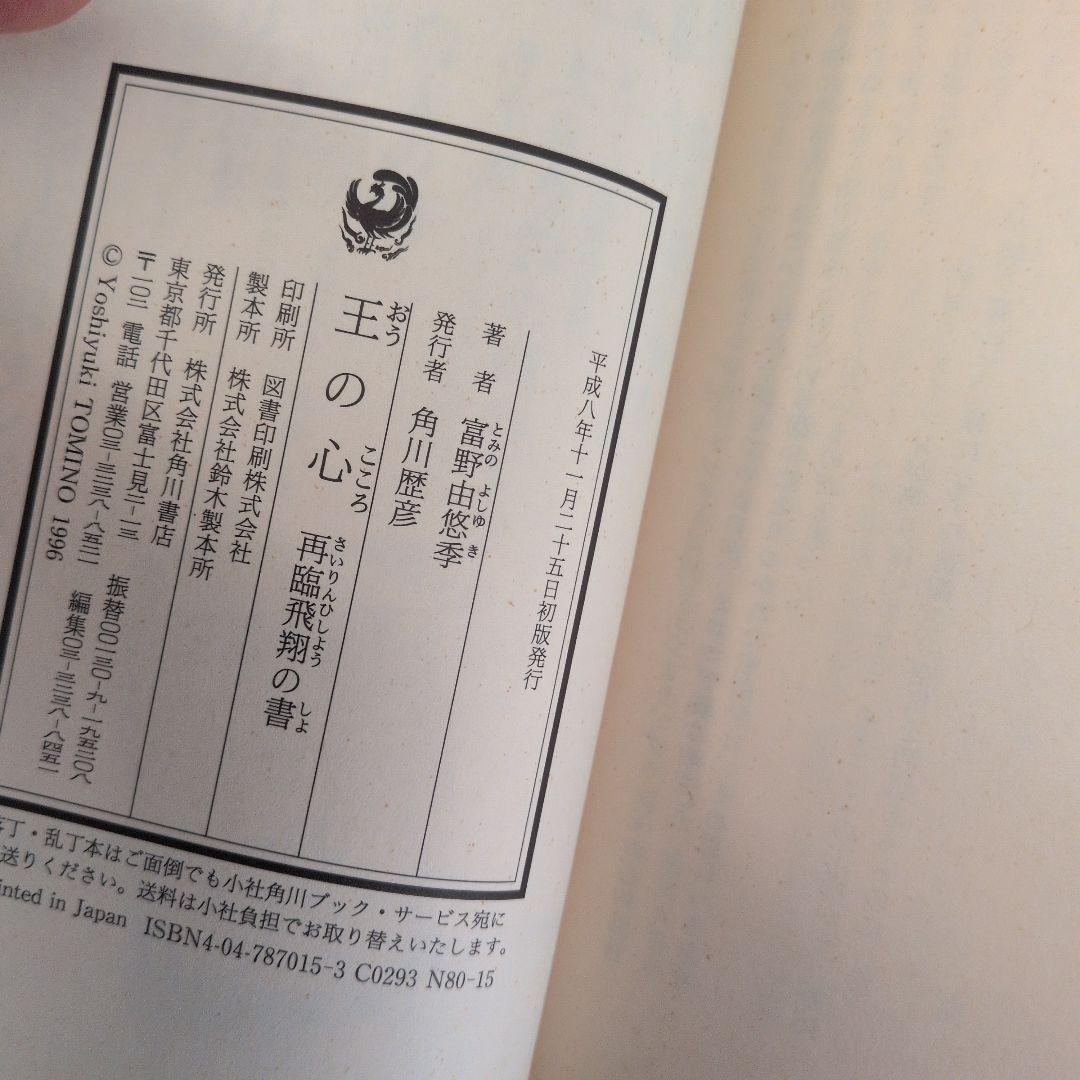 平成八年十一月二十五日初版発行
著者 富野由悠季
とみの よしゆき
発行者 角川歴彦
王の心 再臨飛翔の書
おう こころ さいりんひしよう しよ
印刷所 図書印刷株式会社
製本所 株式会社鈴木製本所
発行所 株式会社角川書店
東京都千代田区富士見二-一三
〒一〇二 電話 営業〇三-三二三八-八五二一
振替〇〇一三〇-九-一九五二〇八
編集〇三-三二三八-八四五一
© Yoshiyuki TOMINO 1996
落丁・乱丁本はご面倒でも小社角川ブック・サービス宛に
送りください。送料は小社負担でお取り替えいたします。
Printed in Japan ISBN4-04-787015-3 C0293 N80-15